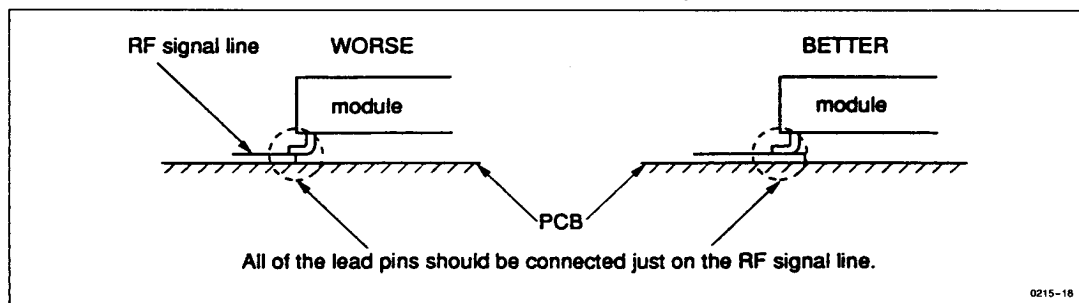 RF signal line
WORSE
BETTER
module
module
PCB
All of the lead pins should be connected just on the RF signal line.
0215-18